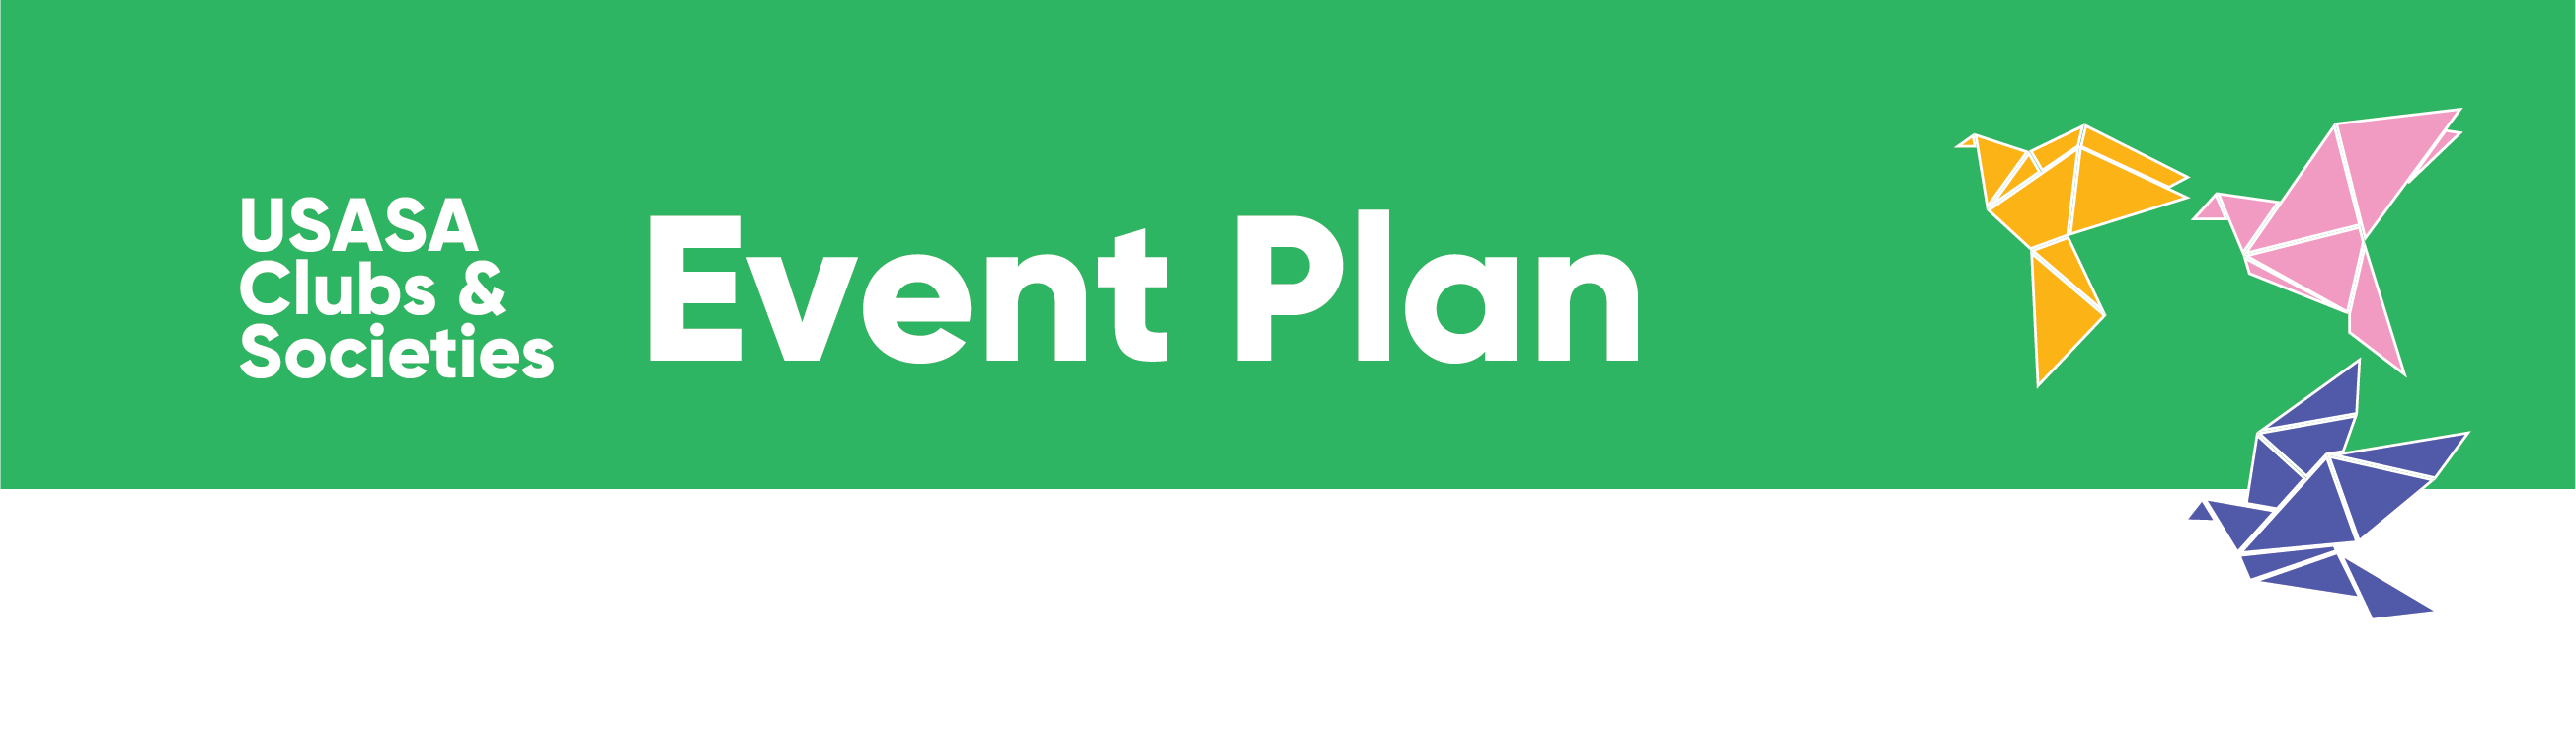 USASA
Clubs &
Societies
Event Plan